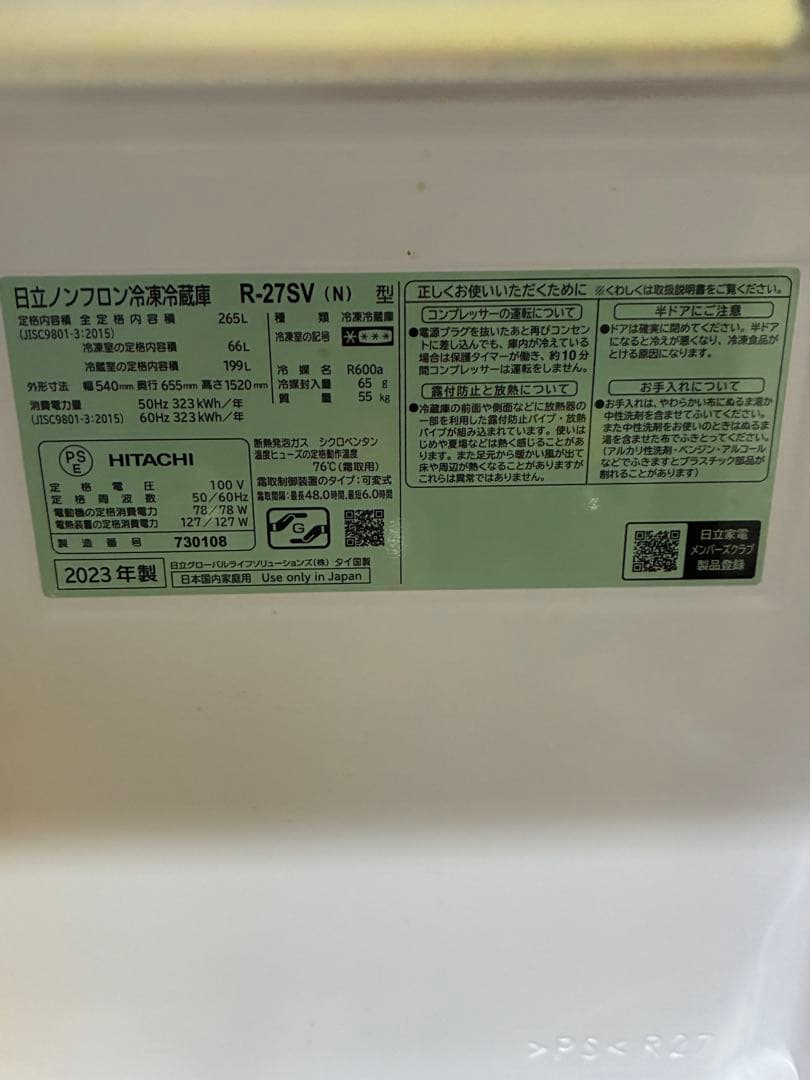 日立ノンフロン冷凍冷蔵庫 R-27SV (N) 型
定格内容積 全定格内容積 265L
(JISC9801-3:2015)
冷凍室の定格内容積 66L
冷蔵室の定格内容積 199L
外形寸法 幅540mm 奥行655mm 高さ1520mm
消費電力量 50Hz 323kWh/年
(JISC9801-3:2015) 60Hz 323kWh/年
種類 冷凍冷蔵庫
冷凍室の記号 ****
冷媒名 R600a
冷媒封入量 65 g
質量 55 kg
PS
E
HITACHI
定格電圧 100V
定格周波数 50/60Hz
電動機の定格消費電力 78/78W
電熱装置の定格消費電力 127/127W
製造番号 730108
断熱発泡ガス シクロペンタン
温度ヒューズの定格動作温度
76℃(霜取用)
霜取制御装置のタイプ:可変式
霜取間隔:最長48.0時間,最短6.0時間
G
2023年製
日立グローバルライフソリューションズ(株) タイ国製
日本国内家庭用 Use only in Japan
正しくお使いいただくために ※くわしくは取扱説明書をご覧ください。
コンプレッサーの運転について
●電源プラグを抜いたあと再びコンセン
トに差し込んでも、庫内が冷えている
場合は保護タイマーが働き、約10分
間コンプレッサーは運転をしません。
露付防止と放熱について
●冷蔵庫の前面や側面などに放熱器の
一部を利用した露付防止パイプ・放熱
パイプが組み込まれています。使いは
じめや夏場などは熱く感じることがあ
ります。また足元から暖かい風が出て
床や周辺が熱くなることがありますが
これらは異常ではありません。
半ドアにご注意
●ドアは確実に閉めてください。半ドア
になると冷えが悪くなり、冷凍食品が
とける原因になります。
お手入れについて
●お手入れは、やわらかい布にぬるま湯か
中性洗剤を含ませてふいてください。
また中性洗剤をお使いのときはぬるま
湯を含ませた布でふきとってください。
(アルカリ性洗剤・ベンジン・アルコール
などでふきますとプラスチック部品が
割れることがあります)
日立家電
メンバーズクラブ
製品登録
>PS< R27